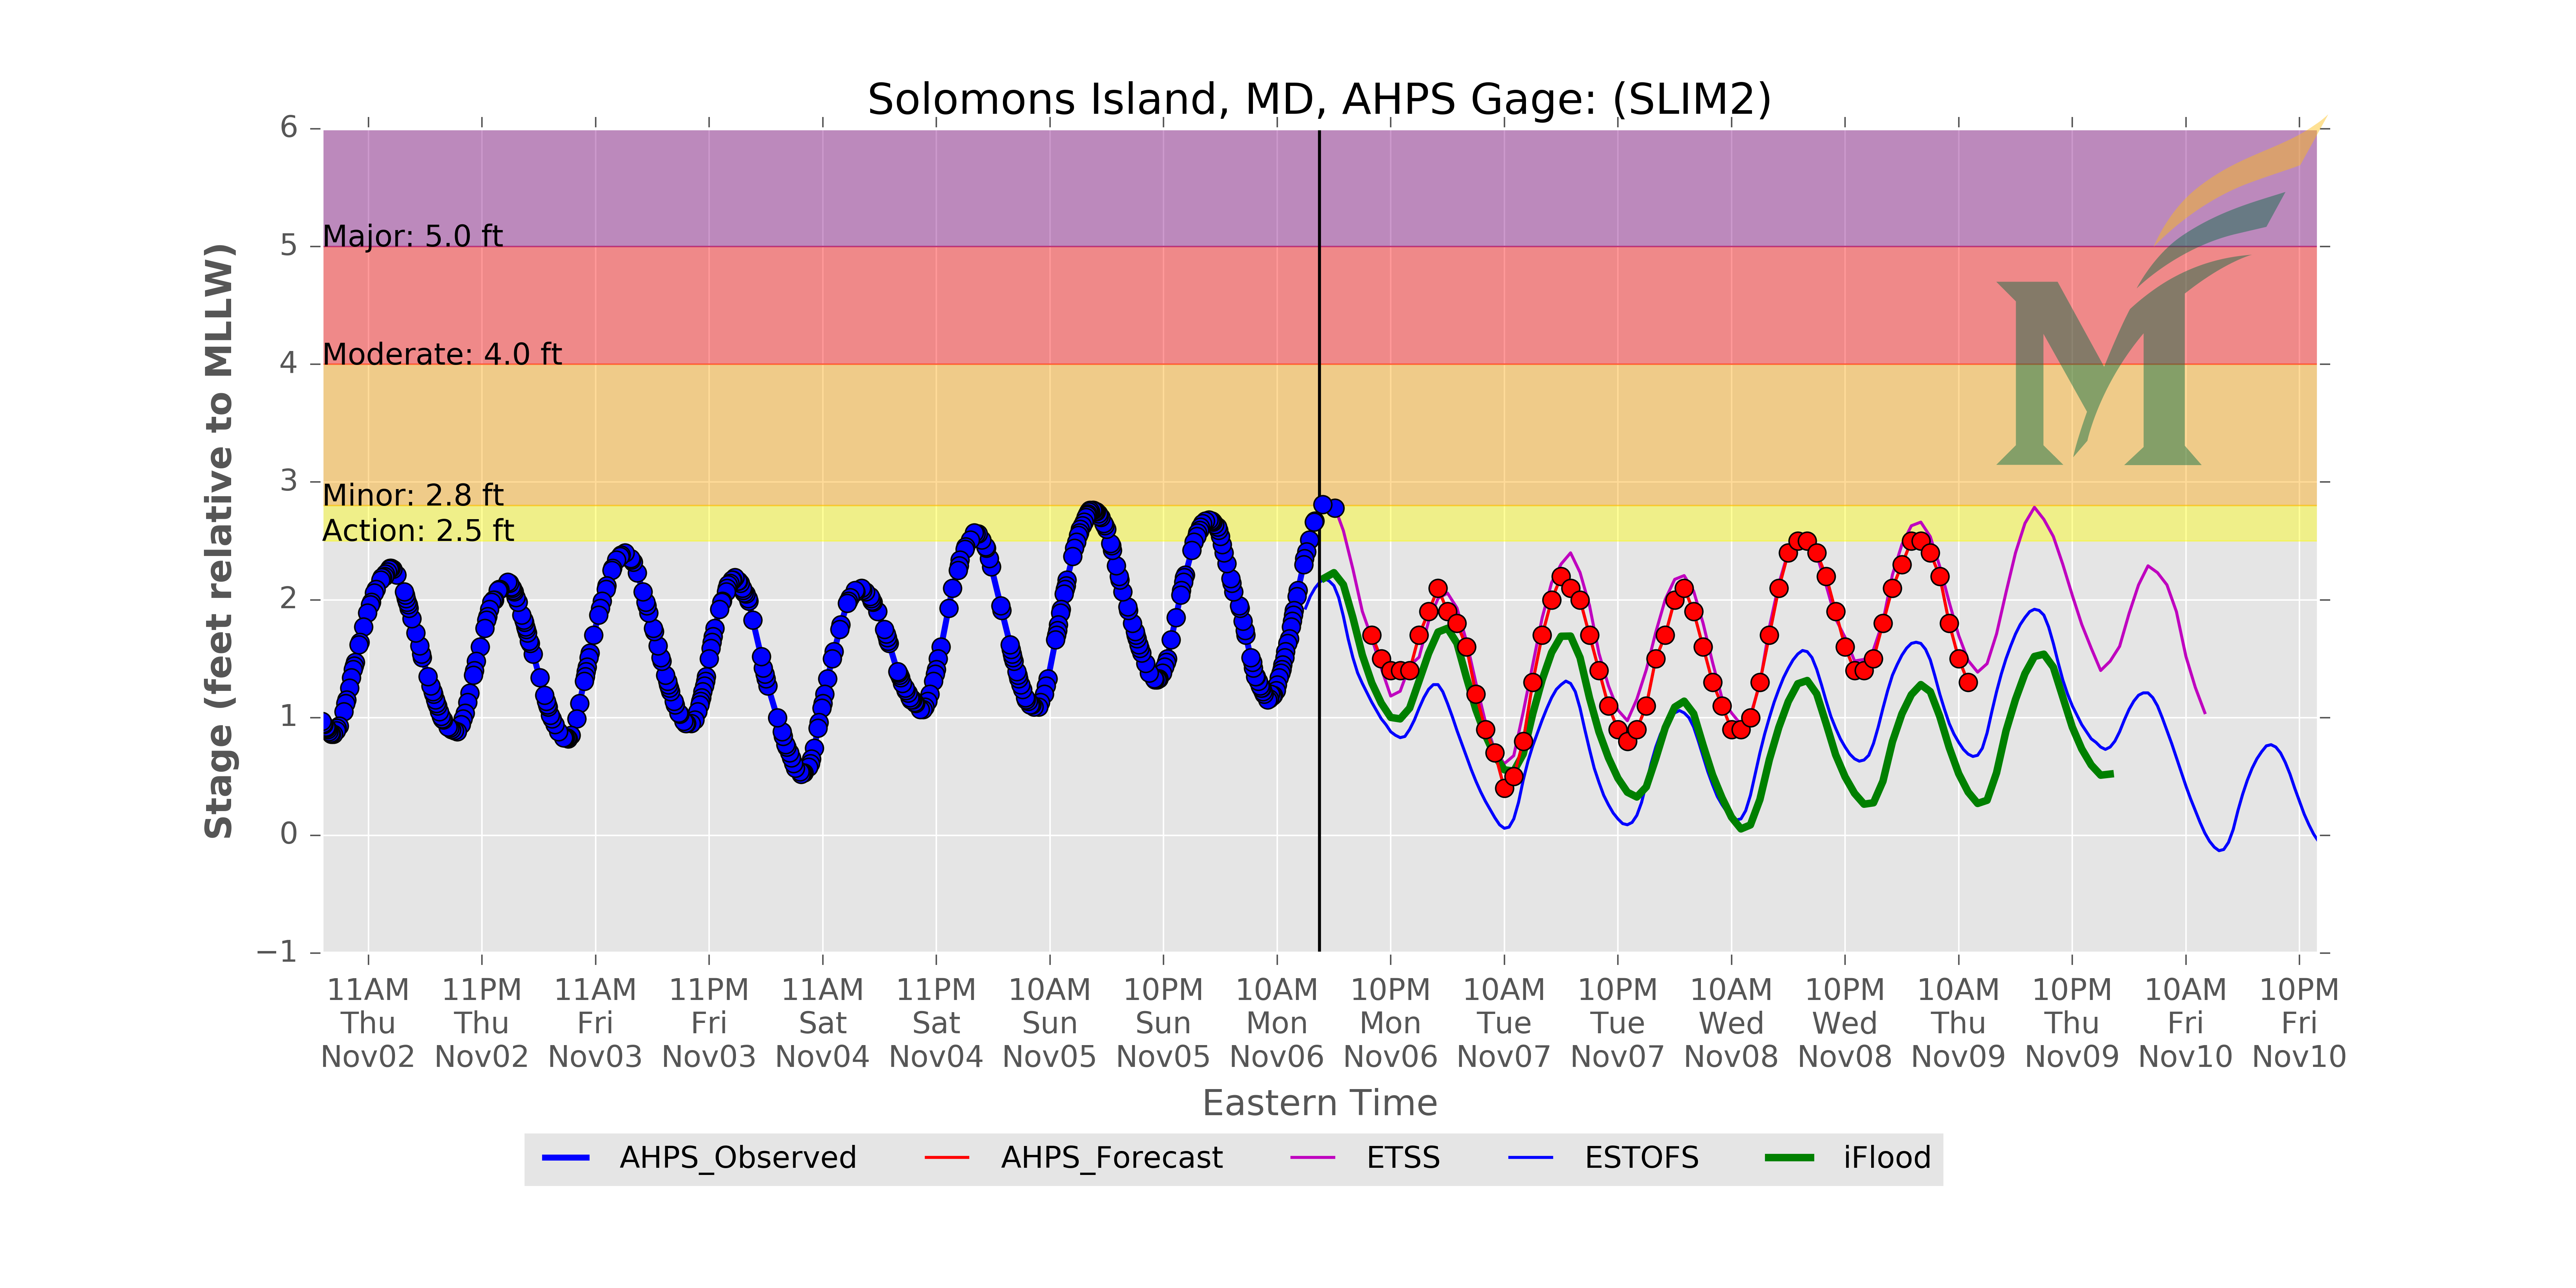 Solomons Island, MD, AHPS Gage: (SLIM2)
Stage (feet relative to MLLW)
6
5
4
3
2
1
0
−1
Major: 5.0 ft
Moderate: 4.0 ft
Minor: 2.8 ft
Action: 2.5 ft
M
11AM 11PM 11AM 11PM 11AM 11PM 10AM 10PM 10AM 10PM 10AM 10PM 10AM 10PM 10AM 10PM 10AM 10PM
Thu Thu Fri Fri Sat Sat Sun Sun Mon Mon Tue Tue Wed Wed Thu Thu Fri Fri
Nov02 Nov02 Nov03 Nov03 Nov04 Nov04 Nov05 Nov05 Nov06 Nov06 Nov07 Nov07 Nov08 Nov08 Nov09 Nov09 Nov10 Nov10
Eastern Time
AHPS_Observed AHPS_Forecast ETSS ESTOFS iFlood